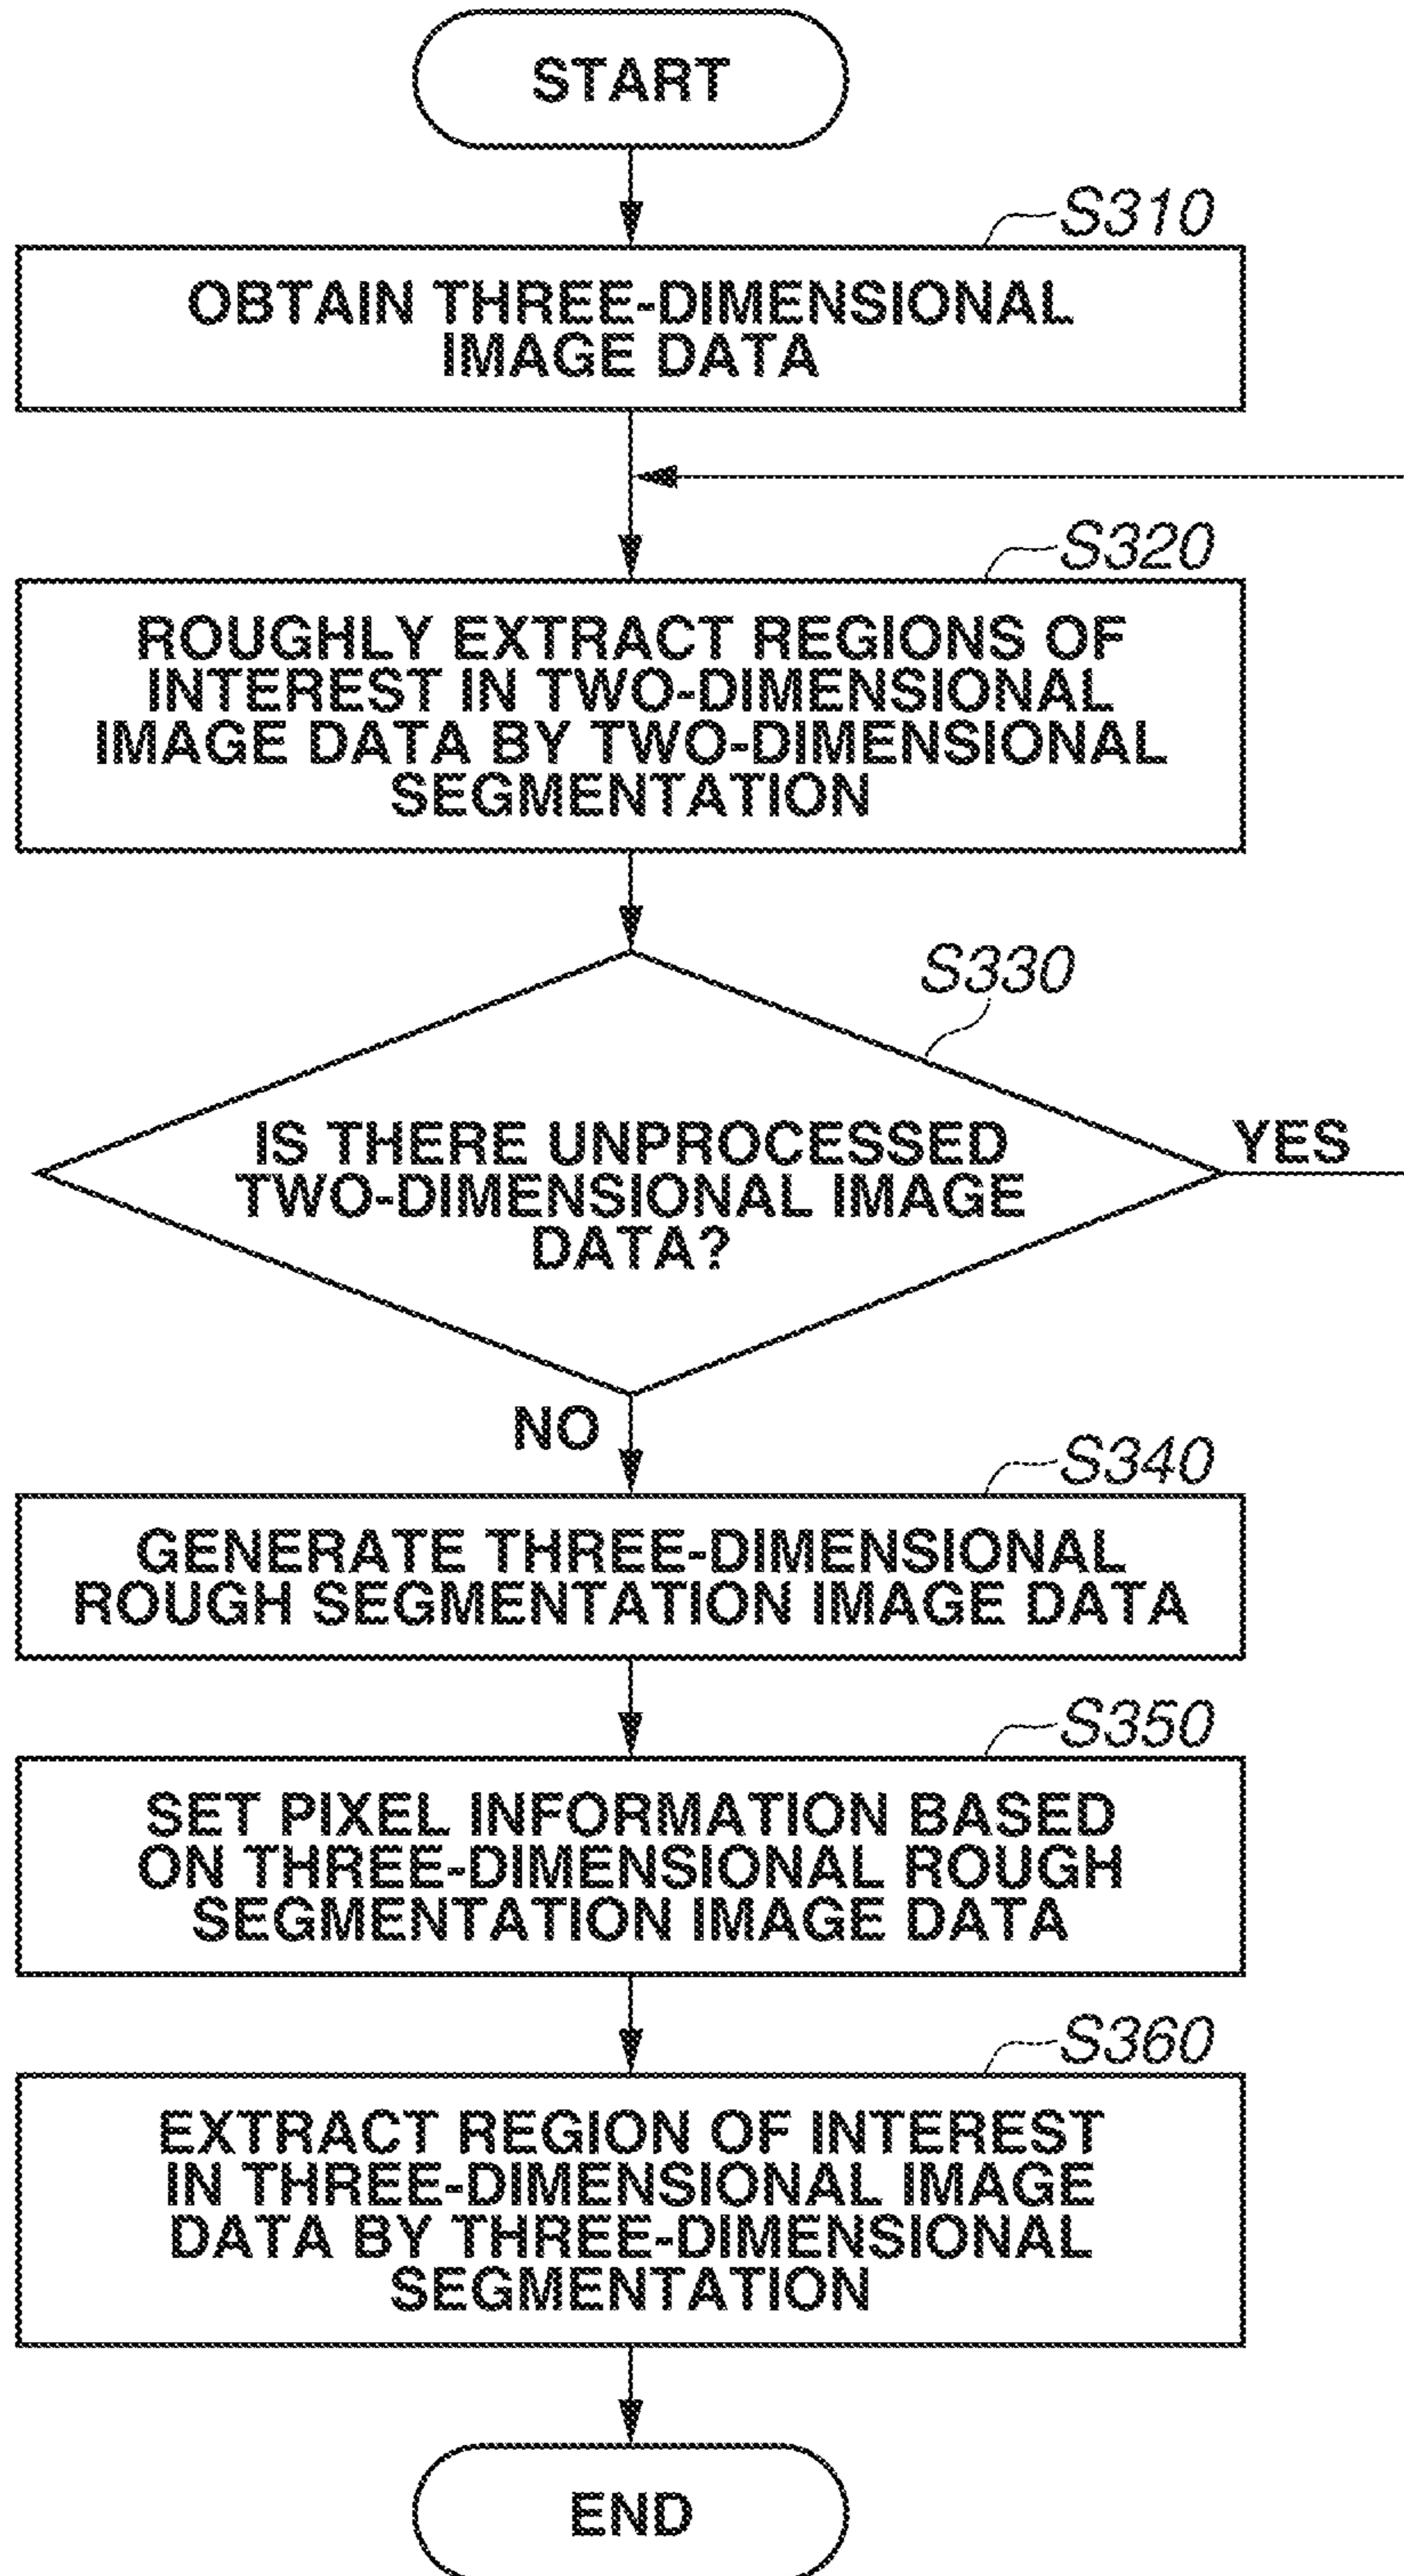 START
S310
OBTAIN THREE-DIMENSIONAL
IMAGE DATA
S320
ROUGHLY EXTRACT REGIONS OF
INTEREST IN TWO-DIMENSIONAL
IMAGE DATA BY TWO-DIMENSIONAL
SEGMENTATION
S330
IS THERE UNPROCESSED
TWO-DIMENSIONAL IMAGE
DATA?
YES
NO
S340
GENERATE THREE-DIMENSIONAL
ROUGH SEGMENTATION IMAGE DATA
S350
SET PIXEL INFORMATION BASED
ON THREE-DIMENSIONAL ROUGH
SEGMENTATION IMAGE DATA
S360
EXTRACT REGION OF INTEREST
IN THREE-DIMENSIONAL IMAGE
DATA BY THREE-DIMENSIONAL
SEGMENTATION
END